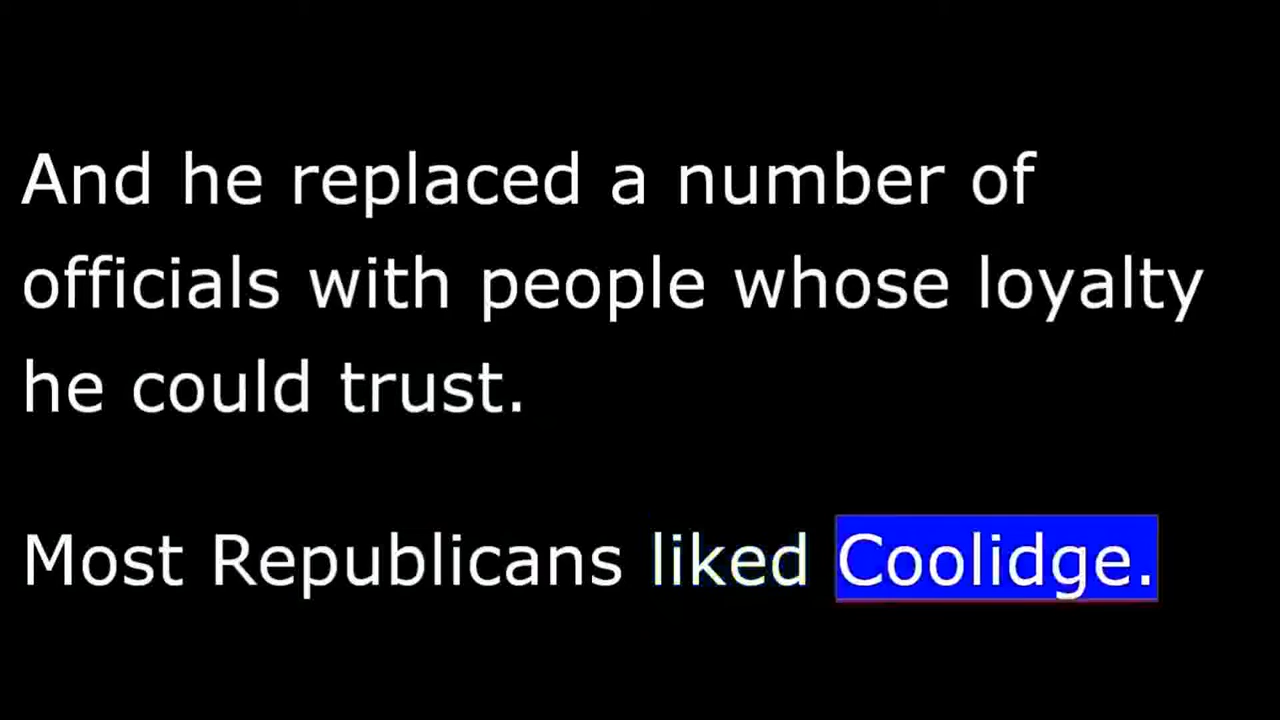 And he replaced a number of
officials with people whose loyalty
he could trust.
Most Republicans liked Coolidge.